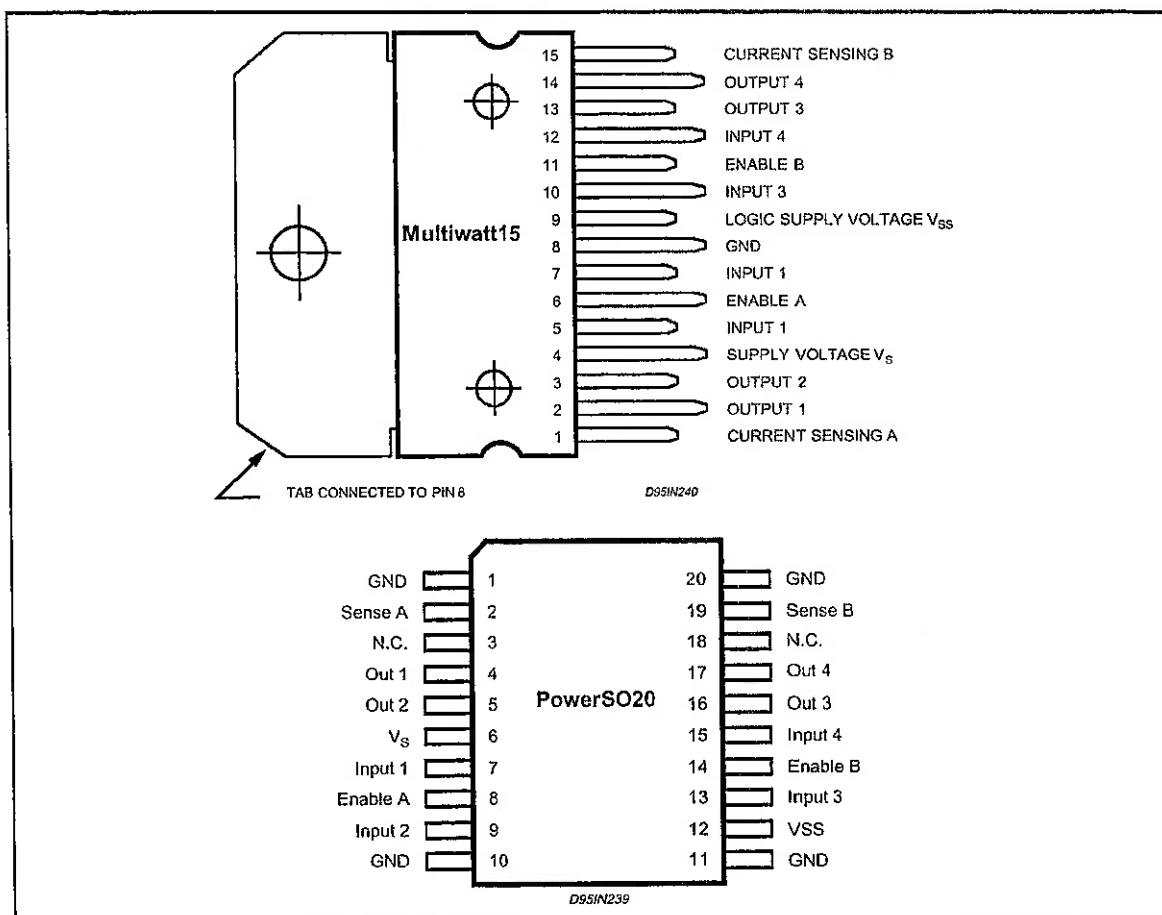 15 CURRENT SENSING B
14 OUTPUT 4
13 OUTPUT 3
12 INPUT 4
11 ENABLE B
10 INPUT 3
9 LOGIC SUPPLY VOLTAGE VSS
8 GND
7 INPUT 1
6 ENABLE A
5 INPUT 1
4 SUPPLY VOLTAGE VS
3 OUTPUT 2
2 OUTPUT 1
1 CURRENT SENSING A
Multiwatt15
TAB CONNECTED TO PIN 8
D95IN240
GND 1 20 GND
Sense A 2 19 Sense B
N.C. 3 18 N.C.
Out 1 4 17 Out 4
Out 2 5 16 Out 3
VS 6 15 Input 4
Input 1 7 14 Enable B
Enable A 8 13 Input 3
Input 2 9 12 VSS
GND 10 11 GND
PowerSO20
D95IN239